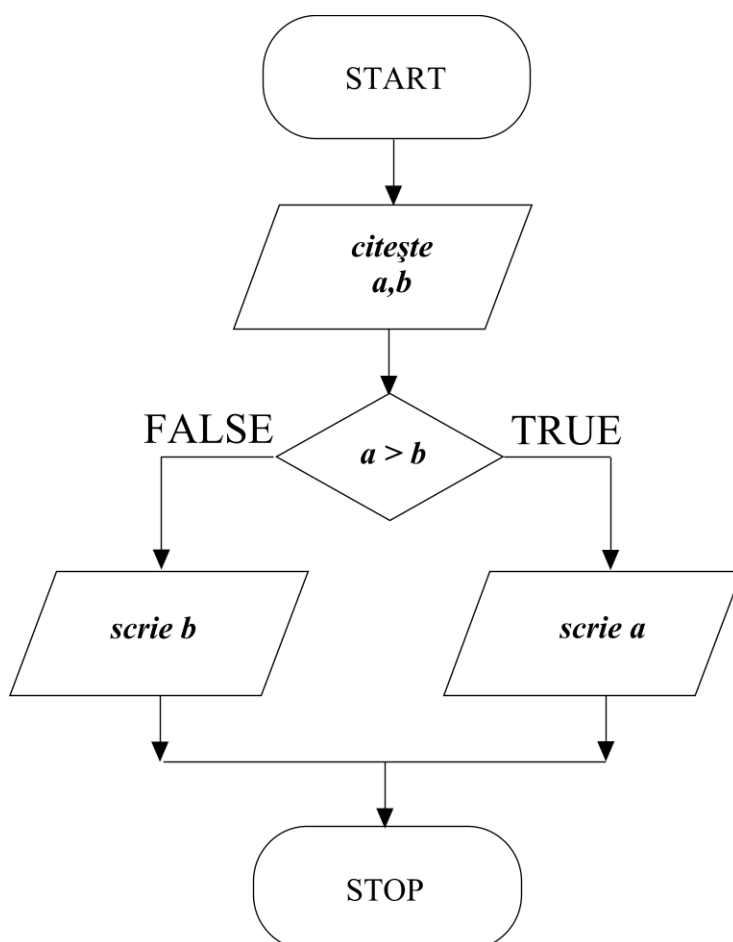 START
citeşte
a,b
FALSE
a > b
TRUE
scrie b
scrie a
STOP